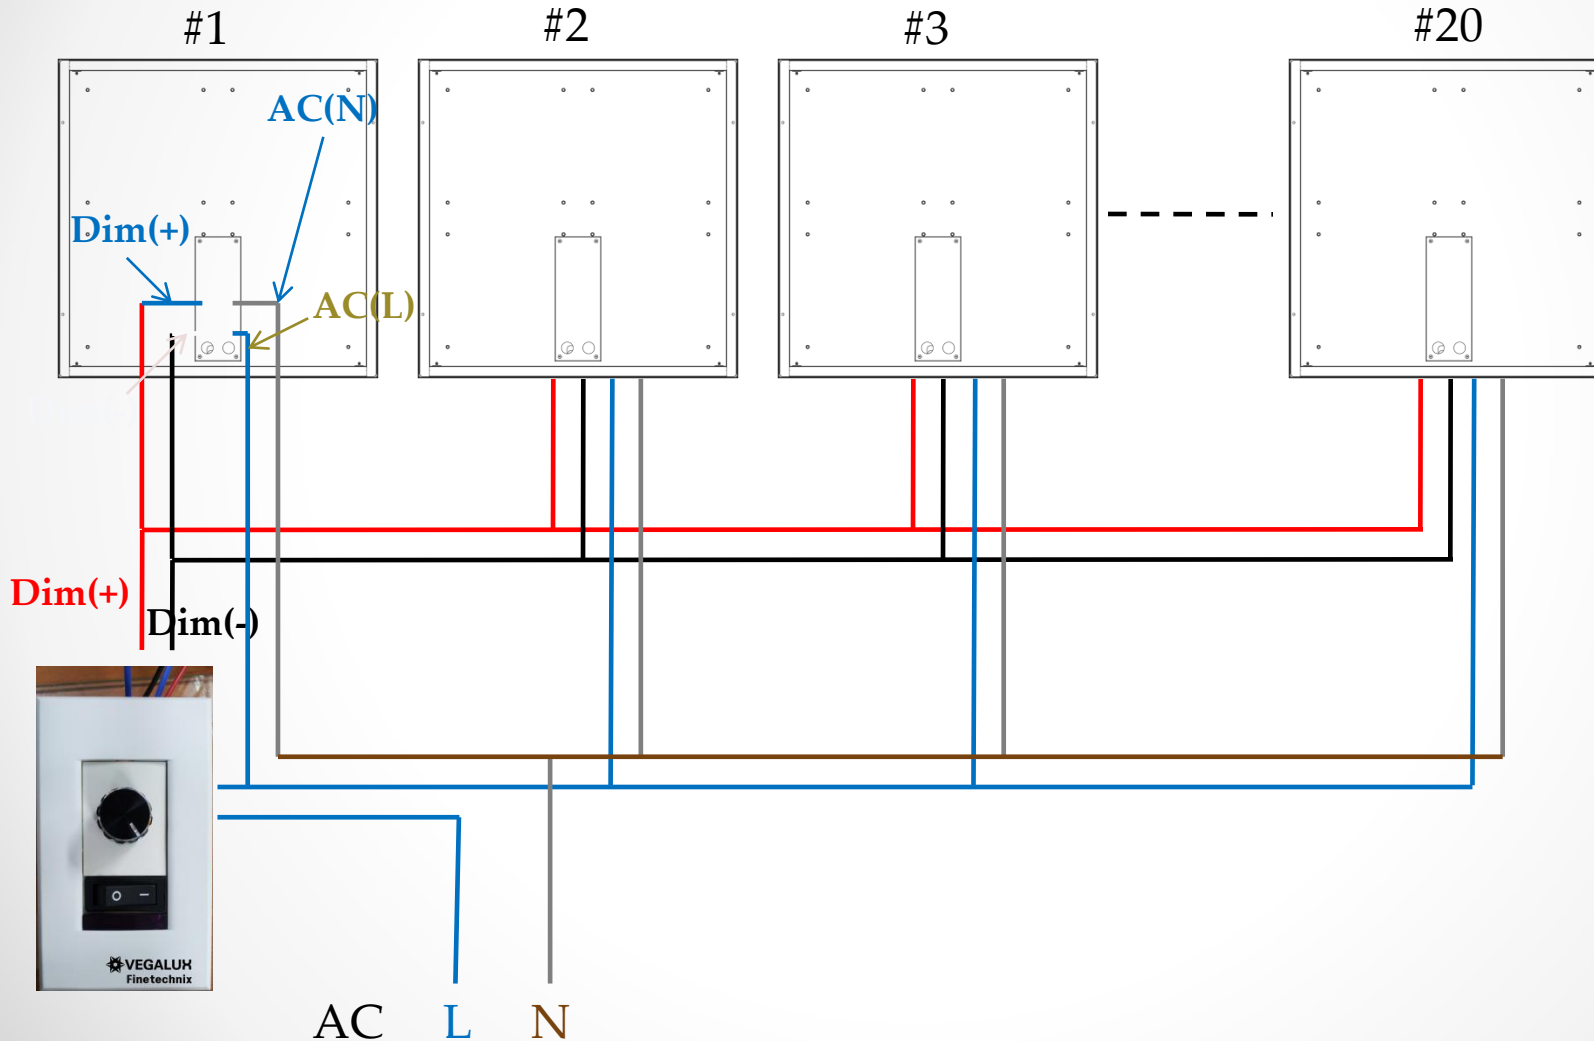 #1
#2
#3
#20
AC(N)
Dim(+)
AC(L)
Dim(+)
Dim(-)
VEGALUX
Finetechnix
AC L N